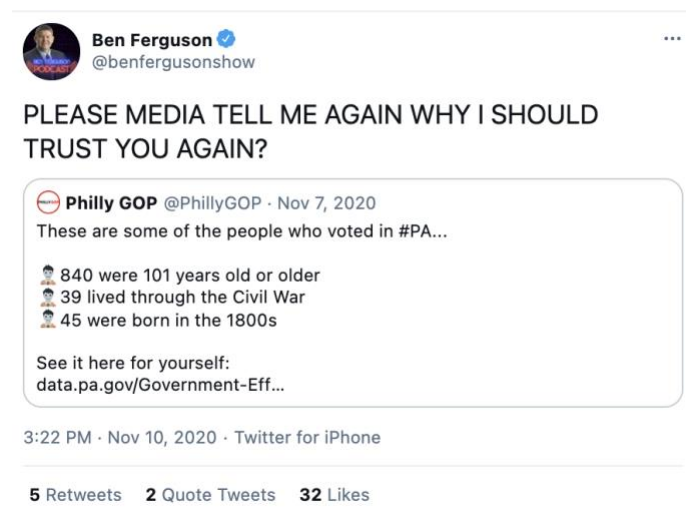 Ben Ferguson
@benfergusonshow
PLEASE MEDIA TELL ME AGAIN WHY I SHOULD
TRUST YOU AGAIN?
Philly GOP @PhillyGOP · Nov 7, 2020
These are some of the people who voted in #PA...
840 were 101 years old or older
39 lived through the Civil War
45 were born in the 1800s
See it here for yourself:
data.pa.gov/Government-Eff...
3:22 PM · Nov 10, 2020 · Twitter for iPhone
5 Retweets 2 Quote Tweets 32 Likes